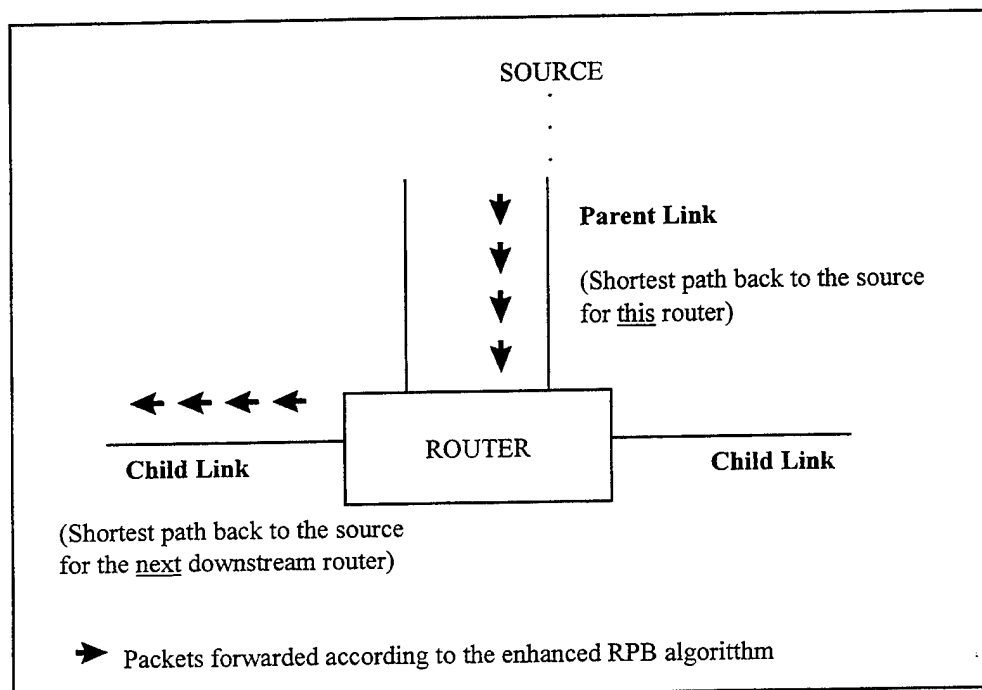 SOURCE
Parent Link
(Shortest path back to the source
for this router)
ROUTER
Child Link
Child Link
(Shortest path back to the source
for the next downstream router)
Packets forwarded according to the enhanced RPB algoritthm